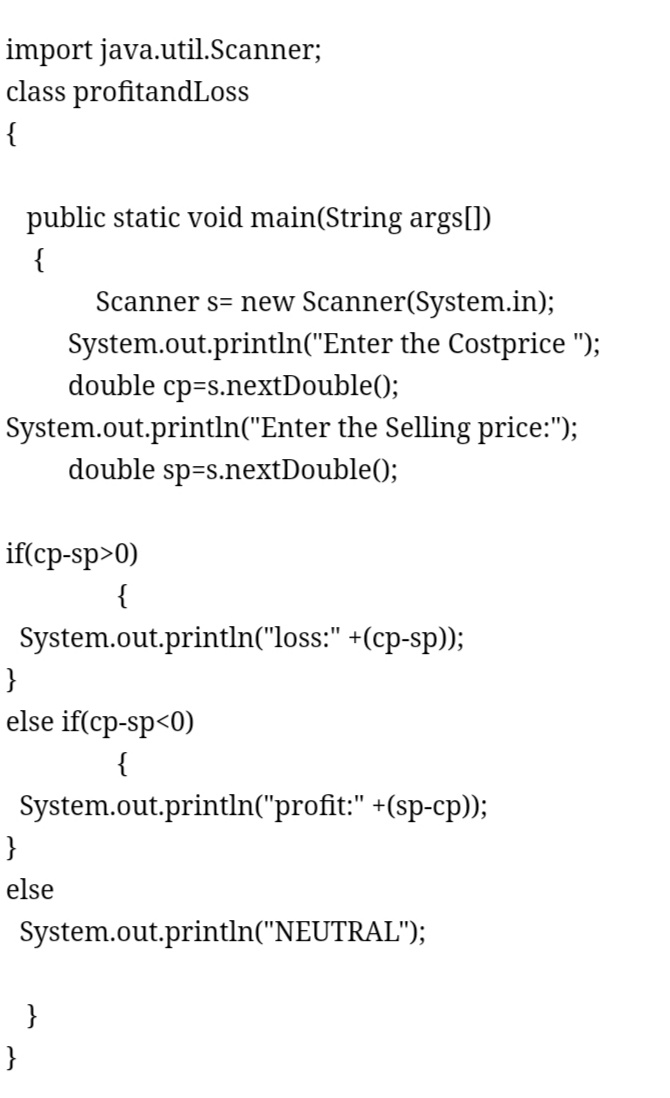 import java.util.Scanner;
class profitandLoss
{
public static void main(String args[])
{
Scanner s= new Scanner(System.in);
System.out.println("Enter the Costprice ");
double cp=s.nextDouble();
System.out.println("Enter the Selling price:");
double sp=s.nextDouble();
if(cp-sp>0)
{
System.out.println("loss:" +(cp-sp));
}
else if(cp-sp<0)
{
System.out.println("profit:" +(sp-cp));
}
else
System.out.println("NEUTRAL");
}
}